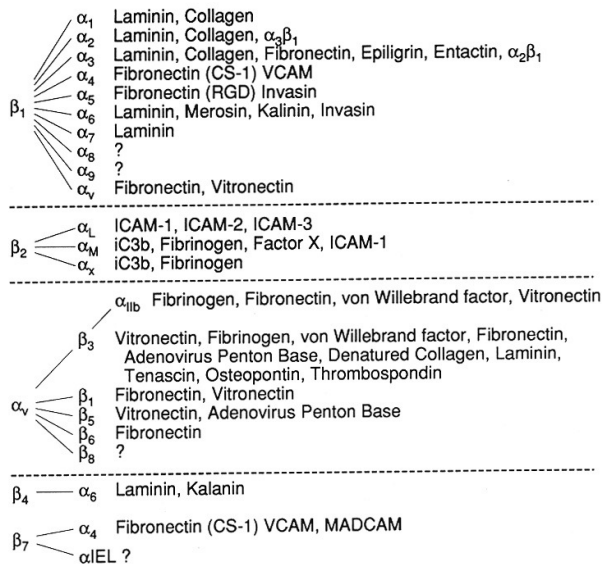 α1 Laminin, Collagen
α2 Laminin, Collagen, α3β1
α3 Laminin, Collagen, Fibronectin, Epiligrin, Entactin, α2β1
α4 Fibronectin (CS-1) VCAM
β1 α5 Fibronectin (RGD) Invasin
α6 Laminin, Merosin, Kalinin, Invasin
α7 Laminin
α8 ?
α9 ?
αv Fibronectin, Vitronectin
αL ICAM-1, ICAM-2, ICAM-3
β2 αM iC3b, Fibrinogen, Factor X, ICAM-1
αx iC3b, Fibrinogen
αIIb Fibrinogen, Fibronectin, von Willebrand factor, Vitronectin
β3 Vitronectin, Fibrinogen, von Willebrand factor, Fibronectin,
Adenovirus Penton Base, Denatured Collagen, Laminin,
Tenascin, Osteopontin, Thrombospondin
αv β1 Fibronectin, Vitronectin
β5 Vitronectin, Adenovirus Penton Base
β6 Fibronectin
β8 ?
β4 α6 Laminin, Kalanin
α4 Fibronectin (CS-1) VCAM, MADCAM
β7
αIEL ?